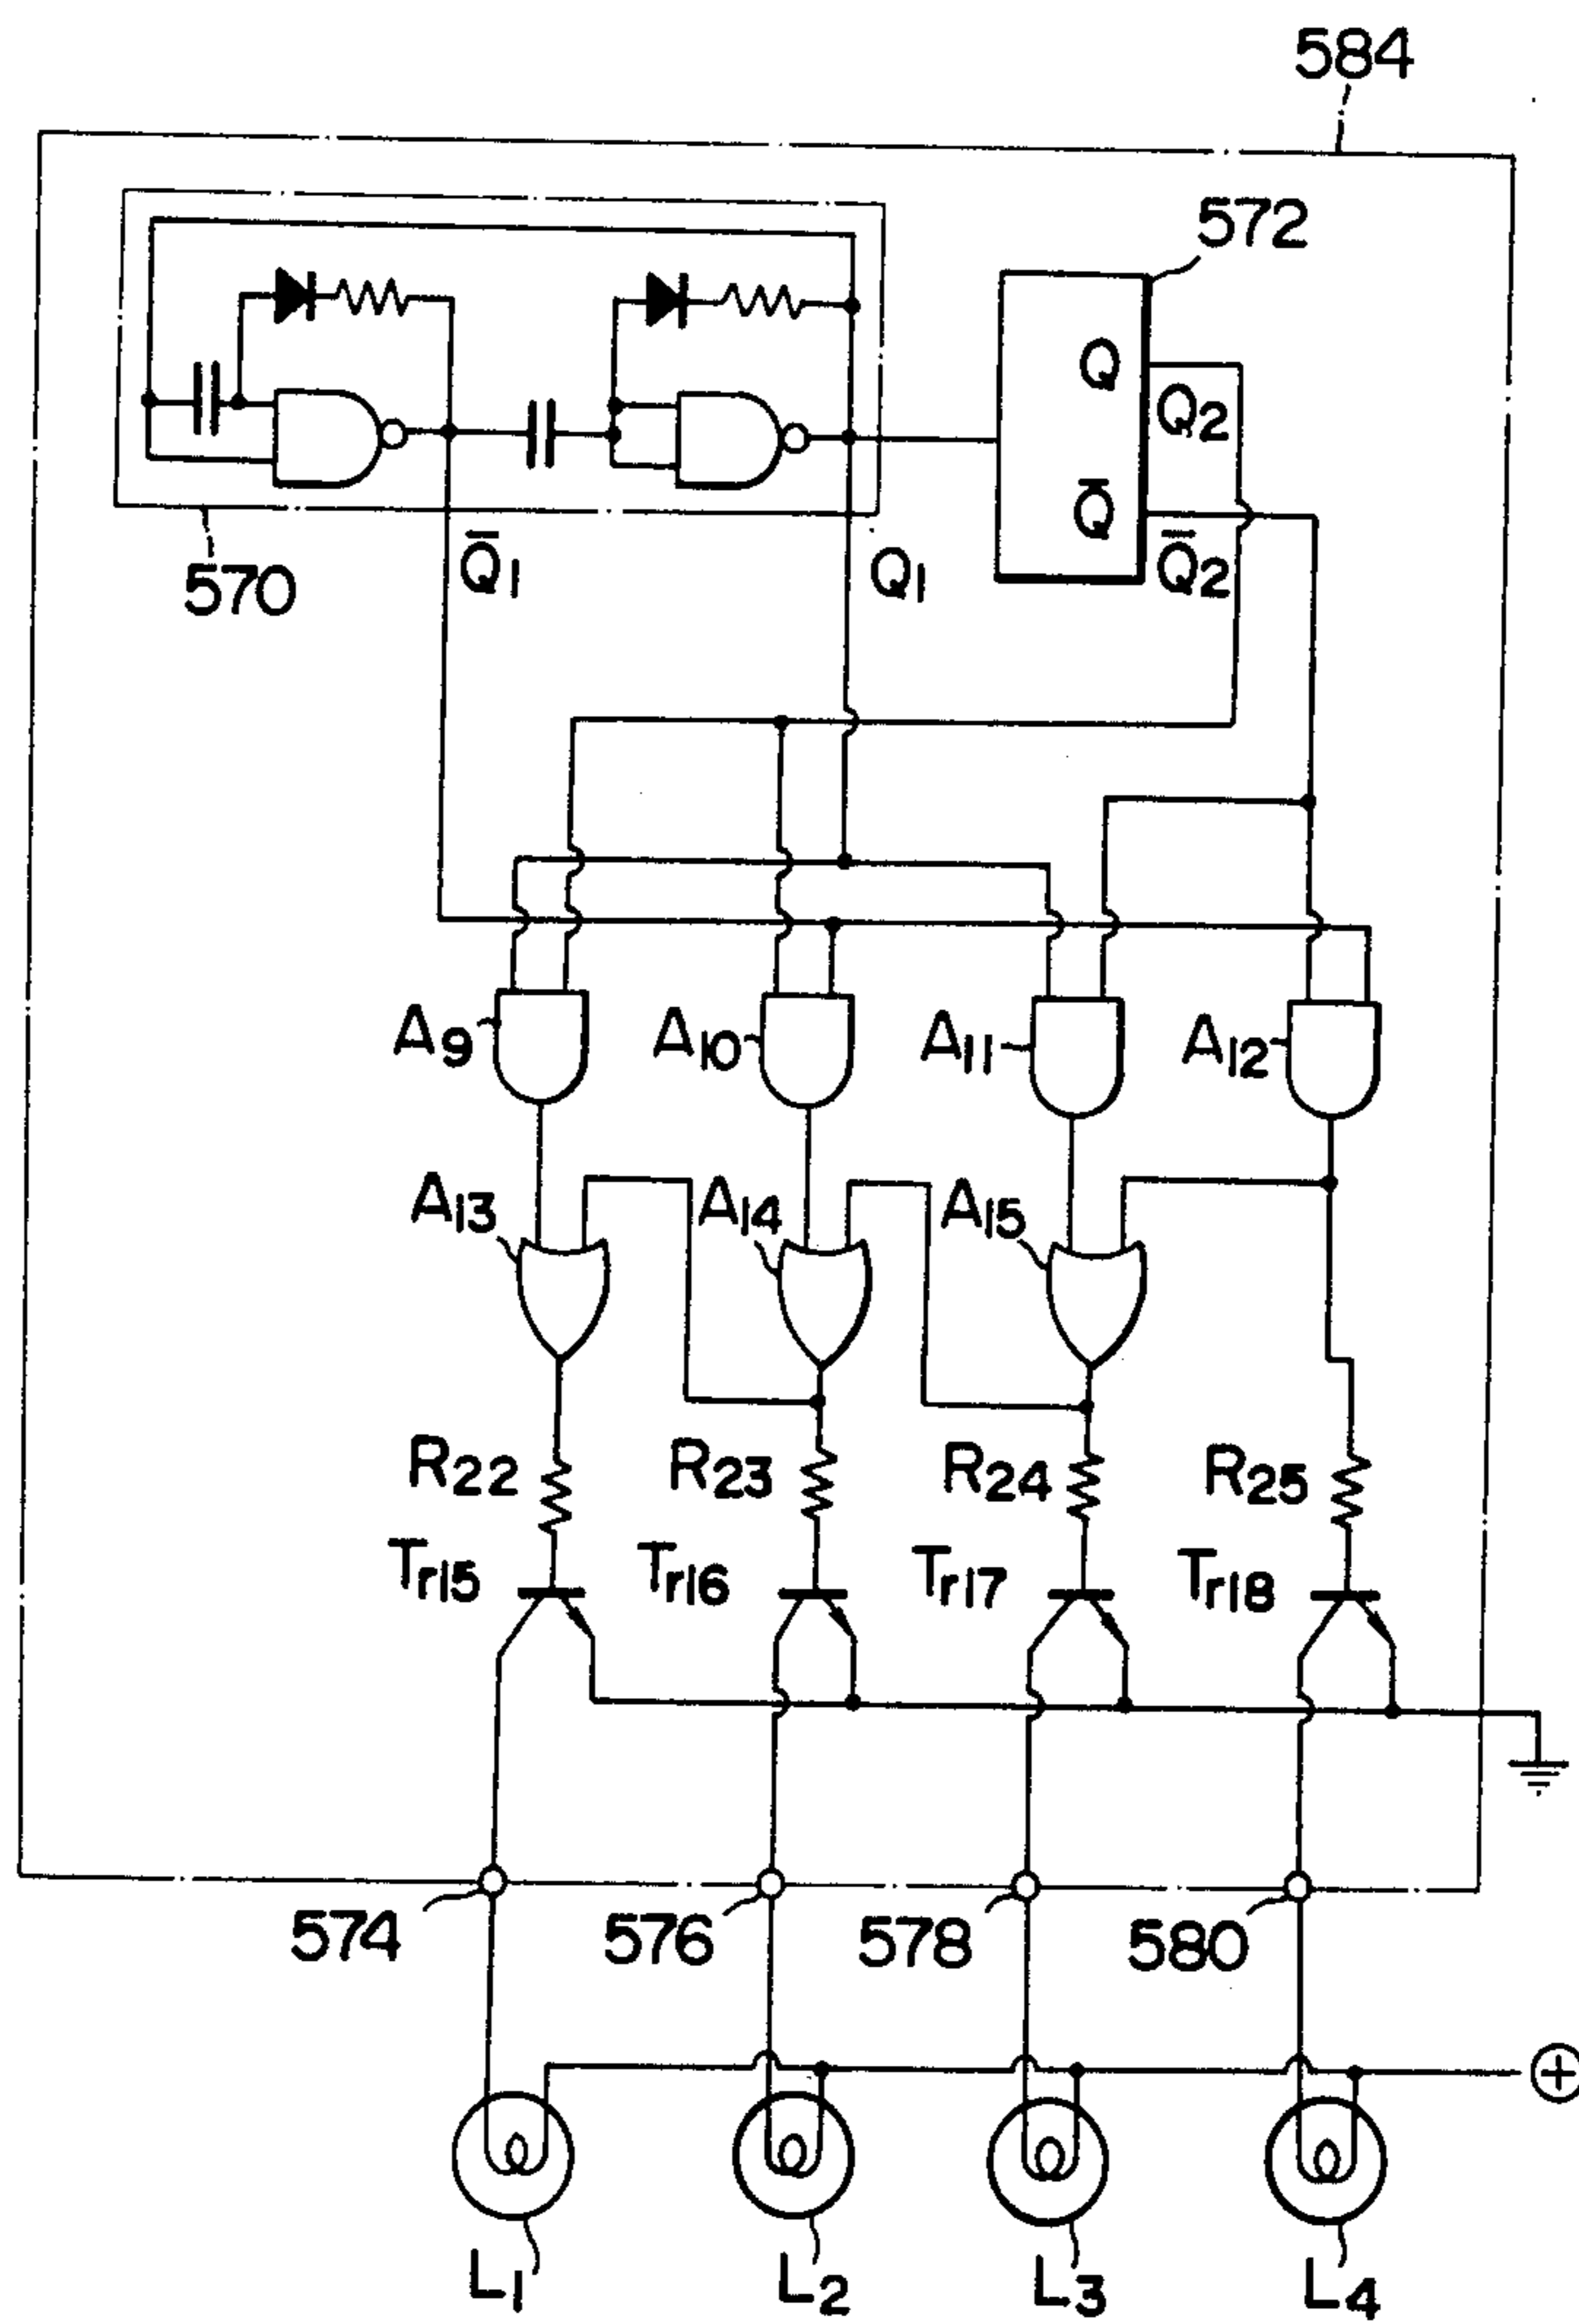 584
572
Q
Q2
Q̄
Q̄2
570
Q̄1
Q1
A9
A10
A11
A12
A13
A14
A15
R22
R23
R24
R25
Tr15
Tr16
Tr17
Tr18
574
576
578
580
+
L1
L2
L3
L4